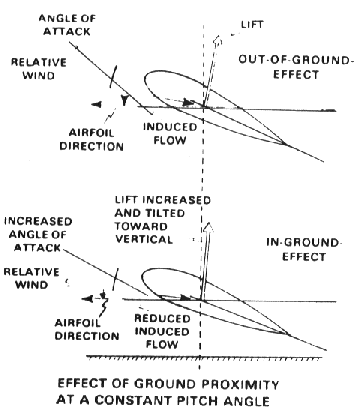 ANGLE OF
ATTACK
LIFT
RELATIVE
WIND
OUT-OF-GROUND-
EFFECT
AIRFOIL
DIRECTION
INDUCED
FLOW
LIFT INCREASED
AND TILTED
TOWARD
VERTICAL
INCREASED
ANGLE OF
ATTACK
IN-GROUND-
EFFECT
RELATIVE
WIND
AIRFOIL
DIRECTION
REDUCED
INDUCED
FLOW
EFFECT OF GROUND PROXIMITY
AT A CONSTANT PITCH ANGLE